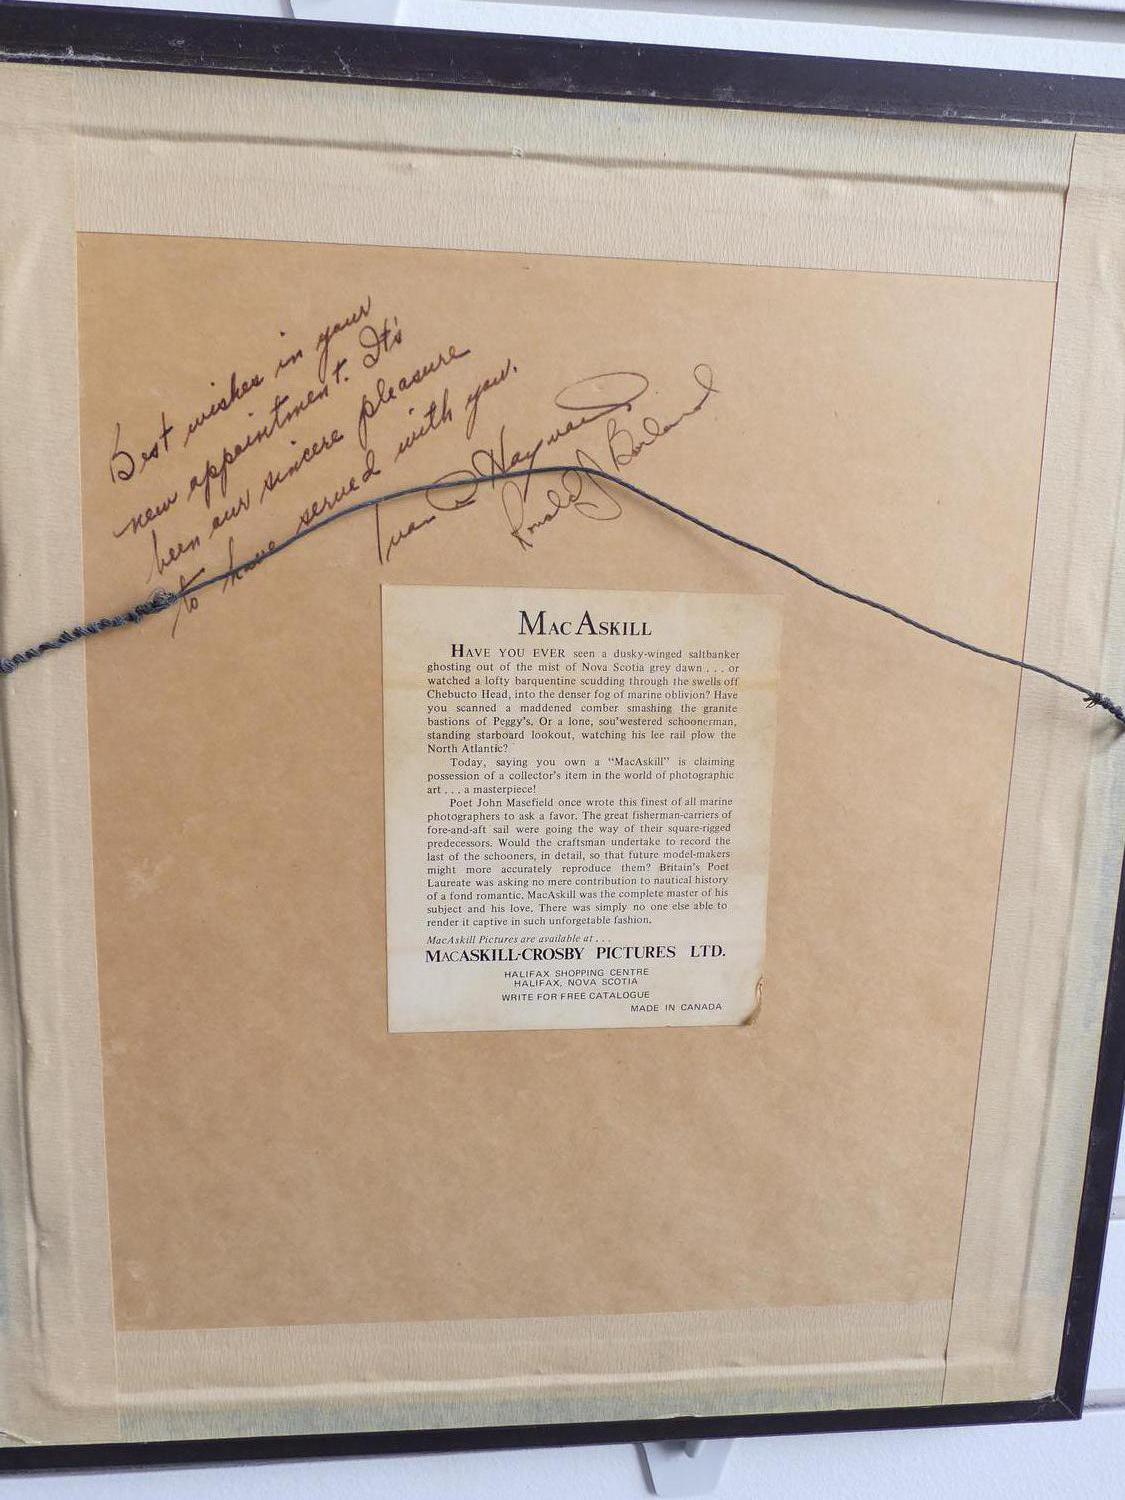 Best wishes in your
new appointment. It's
been our sincere pleasure
to have served with you.
Ivan
Ronald J Borland
MACASKILL
HAVE YOU EVER seen a dusky-winged saltbanker
ghosting out of the mist of Nova Scotia grey dawn . . . or
watched a lofty barquentine scudding through the swells off
Chebucto Head, into the denser fog of marine oblivion? Have
you scanned a maddened comber smashing the granite
bastions of Peggy's. Or a lone, sou'westered schoonerman,
standing starboard lookout, watching his lee rail plow the
North Atlantic?
Today, saying you own a "MacAskill" is claiming
possession of a collector's item in the world of photographic
art . . . a masterpiece!
Poet John Masefield once wrote this finest of all marine
photographers to ask a favor. The great fisherman-carriers of
fore-and-aft sail were going the way of their square-rigged
predecessors. Would the craftsman undertake to record the
last of the schooners, in detail, so that future model-makers
might more accurately reproduce them? Britain's Poet
Laureate was asking no mere contribution to nautical history
of a fond romantic. MacAskill was the complete master of his
subject and his love. There was simply no one else able to
render it captive in such unforgetable fashion.
MacAskill Pictures are available at . . .
MACASKILL-CROSBY PICTURES LTD.
HALIFAX SHOPPING CENTRE
HALIFAX, NOVA SCOTIA
WRITE FOR FREE CATALOGUE
MADE IN CANADA